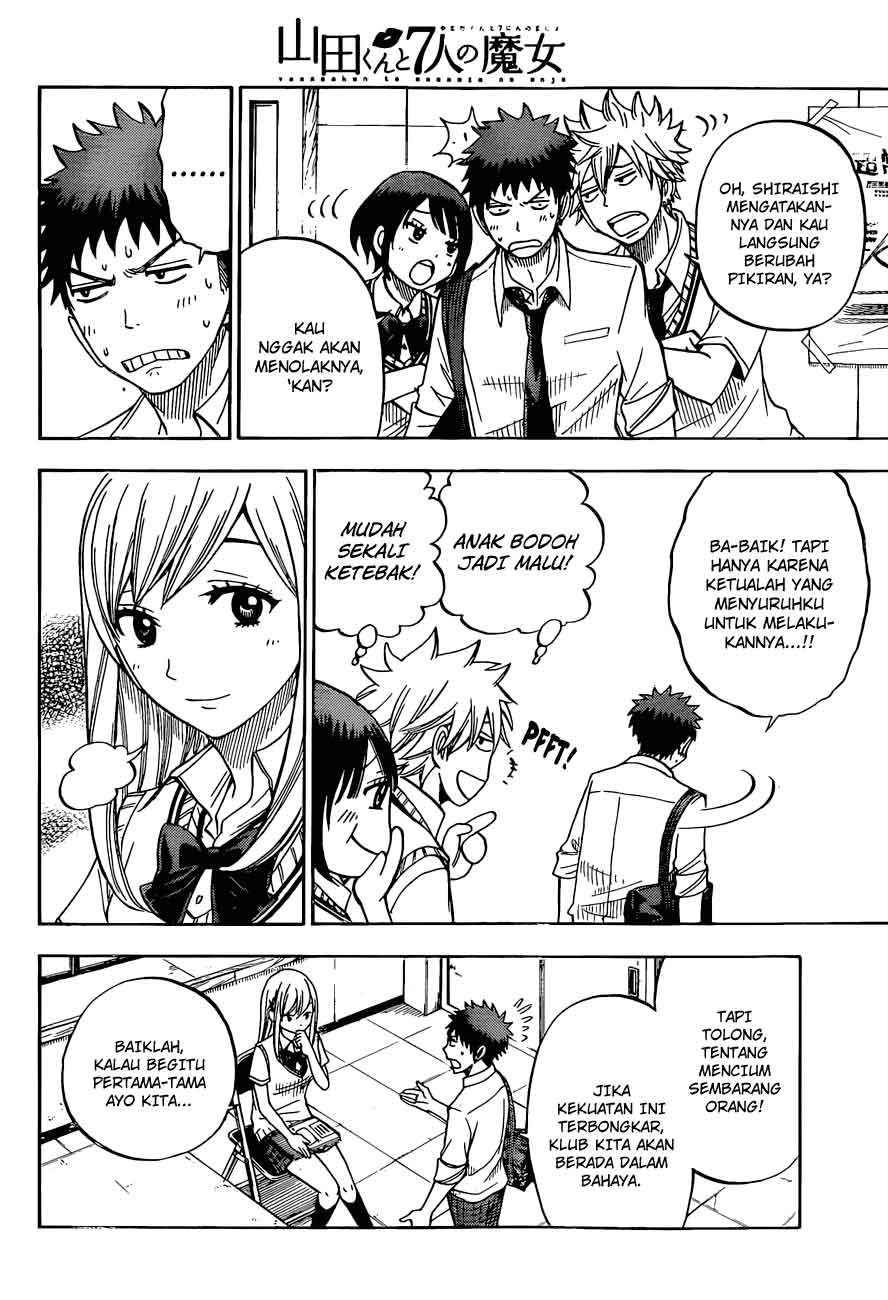 山田くんと7人の魔女
OH, SHIRAISHI
MENGATAKAN-
NYA DAN KAU
LANGSUNG
BERUBAH
PIKIRAN, YA?
KAU
NGGAK AKAN
MENOLAKNYA,
'KAN?
.......
BA-BAIK! TAPI
HANYA KARENA
KETUALAH YANG
MENYURUHKU
UNTUK MELAKU-
KANNYA...!!
ANAK BODOH
JADI MALU!
MUDAH
SEKALI
KETEBAK!
PFFT!
TAPI
TOLONG,
TENTANG
MENCIUM
SEMBARANG
ORANG!
JIKA
KEKUATAN INI
TERBONGKAR,
KLUB KITA AKAN
BERADA DALAM
BAHAYA.
BAIKLAH,
KALAU BEGITU
PERTAMA-TAMA
AYO KITA...